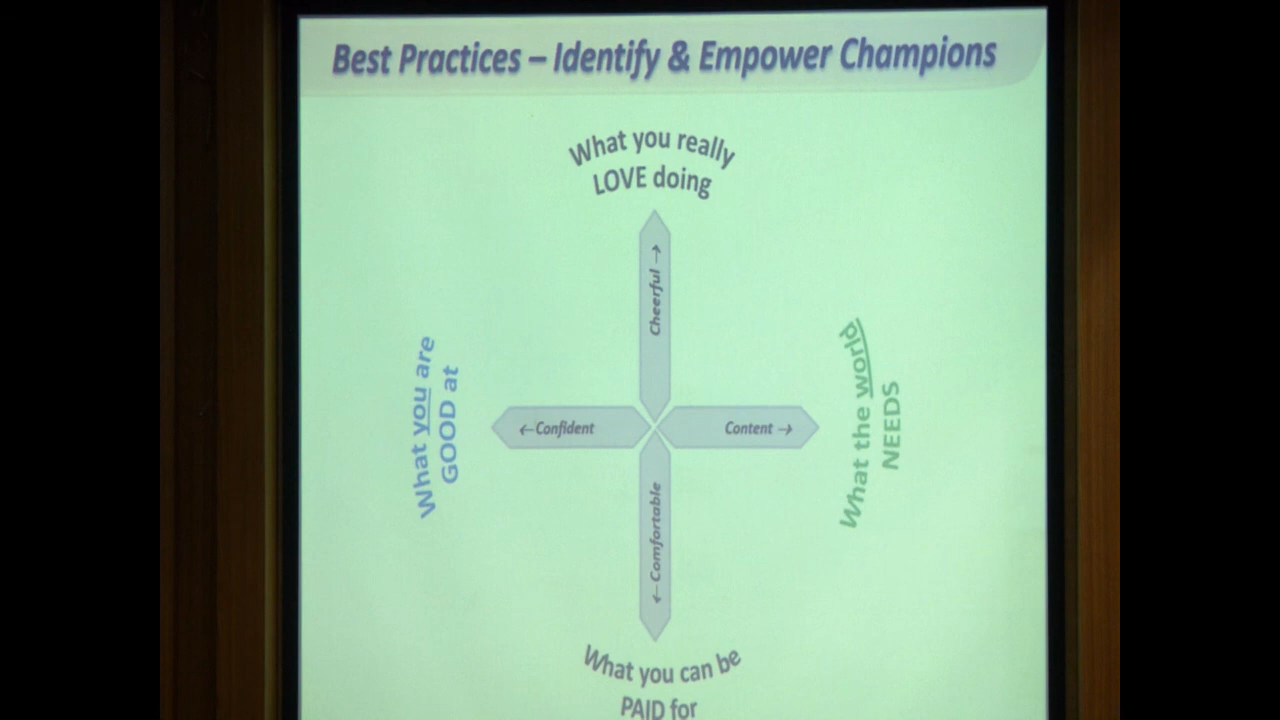 Best Practices – Identify & Empower Champions
What you really
LOVE doing
Cheerful →
What you are
GOOD at
← Confident
Content →
What the world
NEEDS
← Comfortable
What you can be
PAID for